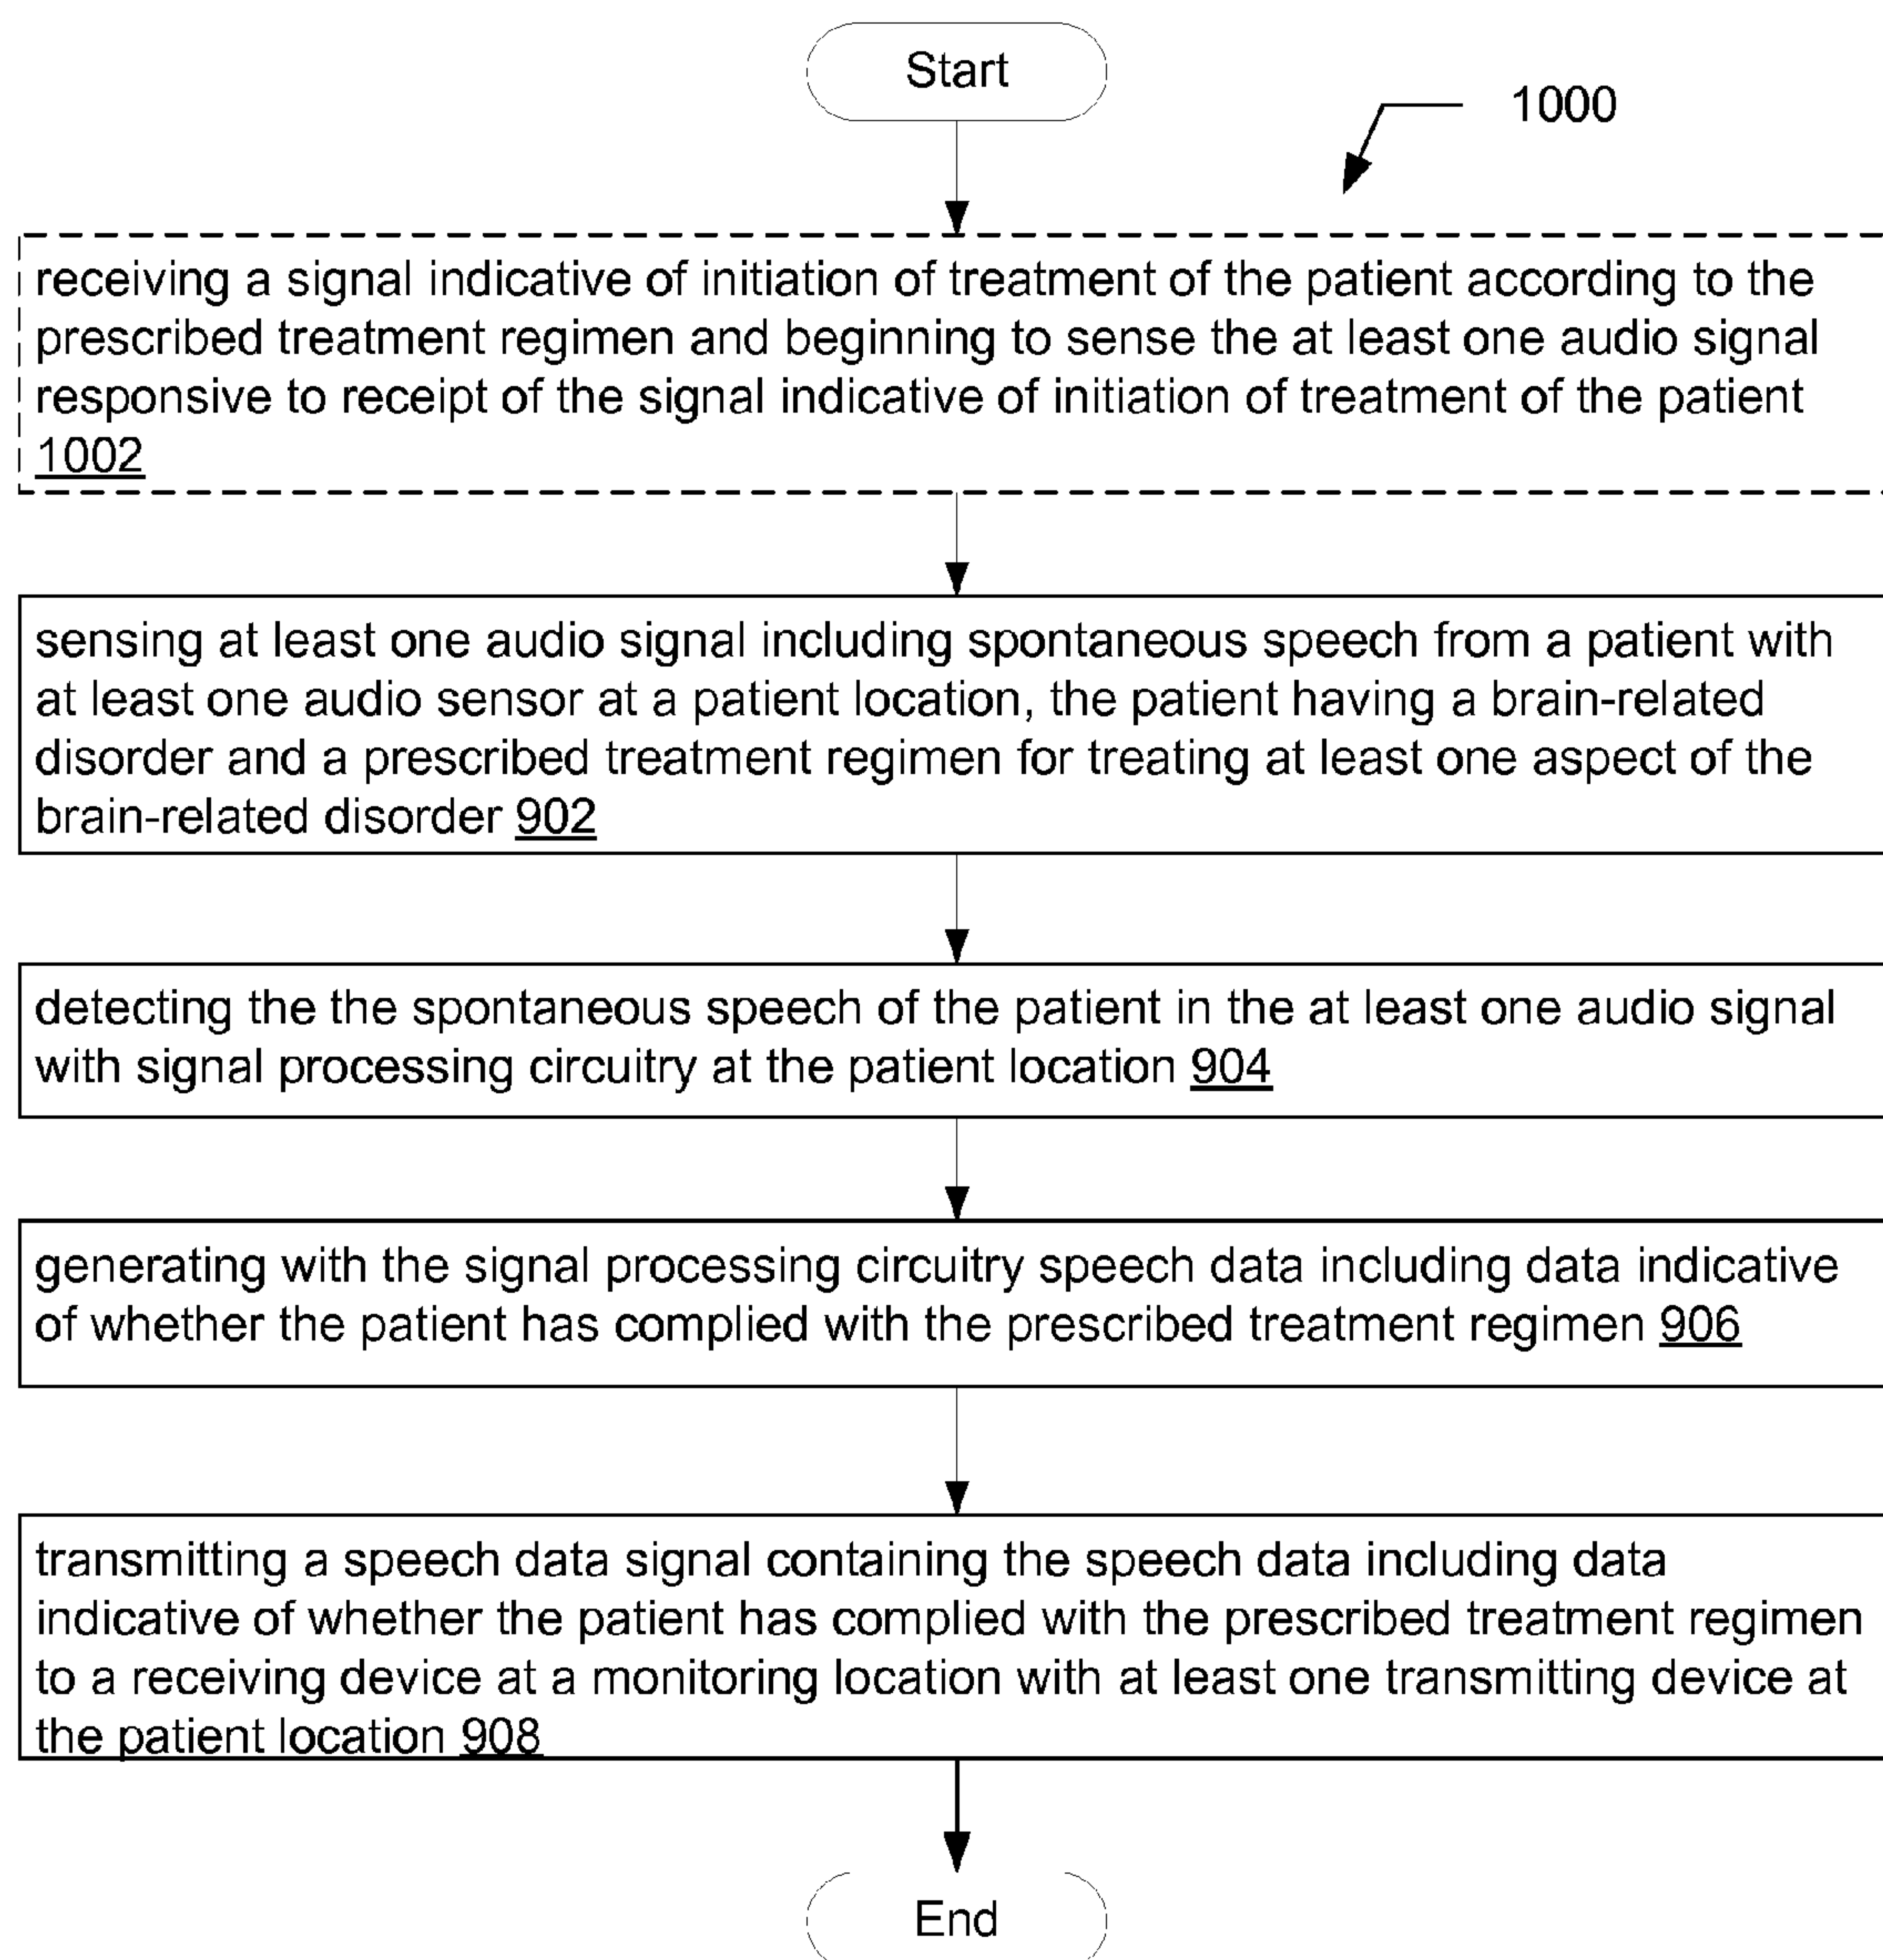 Start
1000
receiving a signal indicative of initiation of treatment of the patient according to the
prescribed treatment regimen and beginning to sense the at least one audio signal
responsive to receipt of the signal indicative of initiation of treatment of the patient
1002
sensing at least one audio signal including spontaneous speech from a patient with
at least one audio sensor at a patient location, the patient having a brain-related
disorder and a prescribed treatment regimen for treating at least one aspect of the
brain-related disorder 902
detecting the the spontaneous speech of the patient in the at least one audio signal
with signal processing circuitry at the patient location 904
generating with the signal processing circuitry speech data including data indicative
of whether the patient has complied with the prescribed treatment regimen 906
transmitting a speech data signal containing the speech data including data
indicative of whether the patient has complied with the prescribed treatment regimen
to a receiving device at a monitoring location with at least one transmitting device at
the patient location 908
End